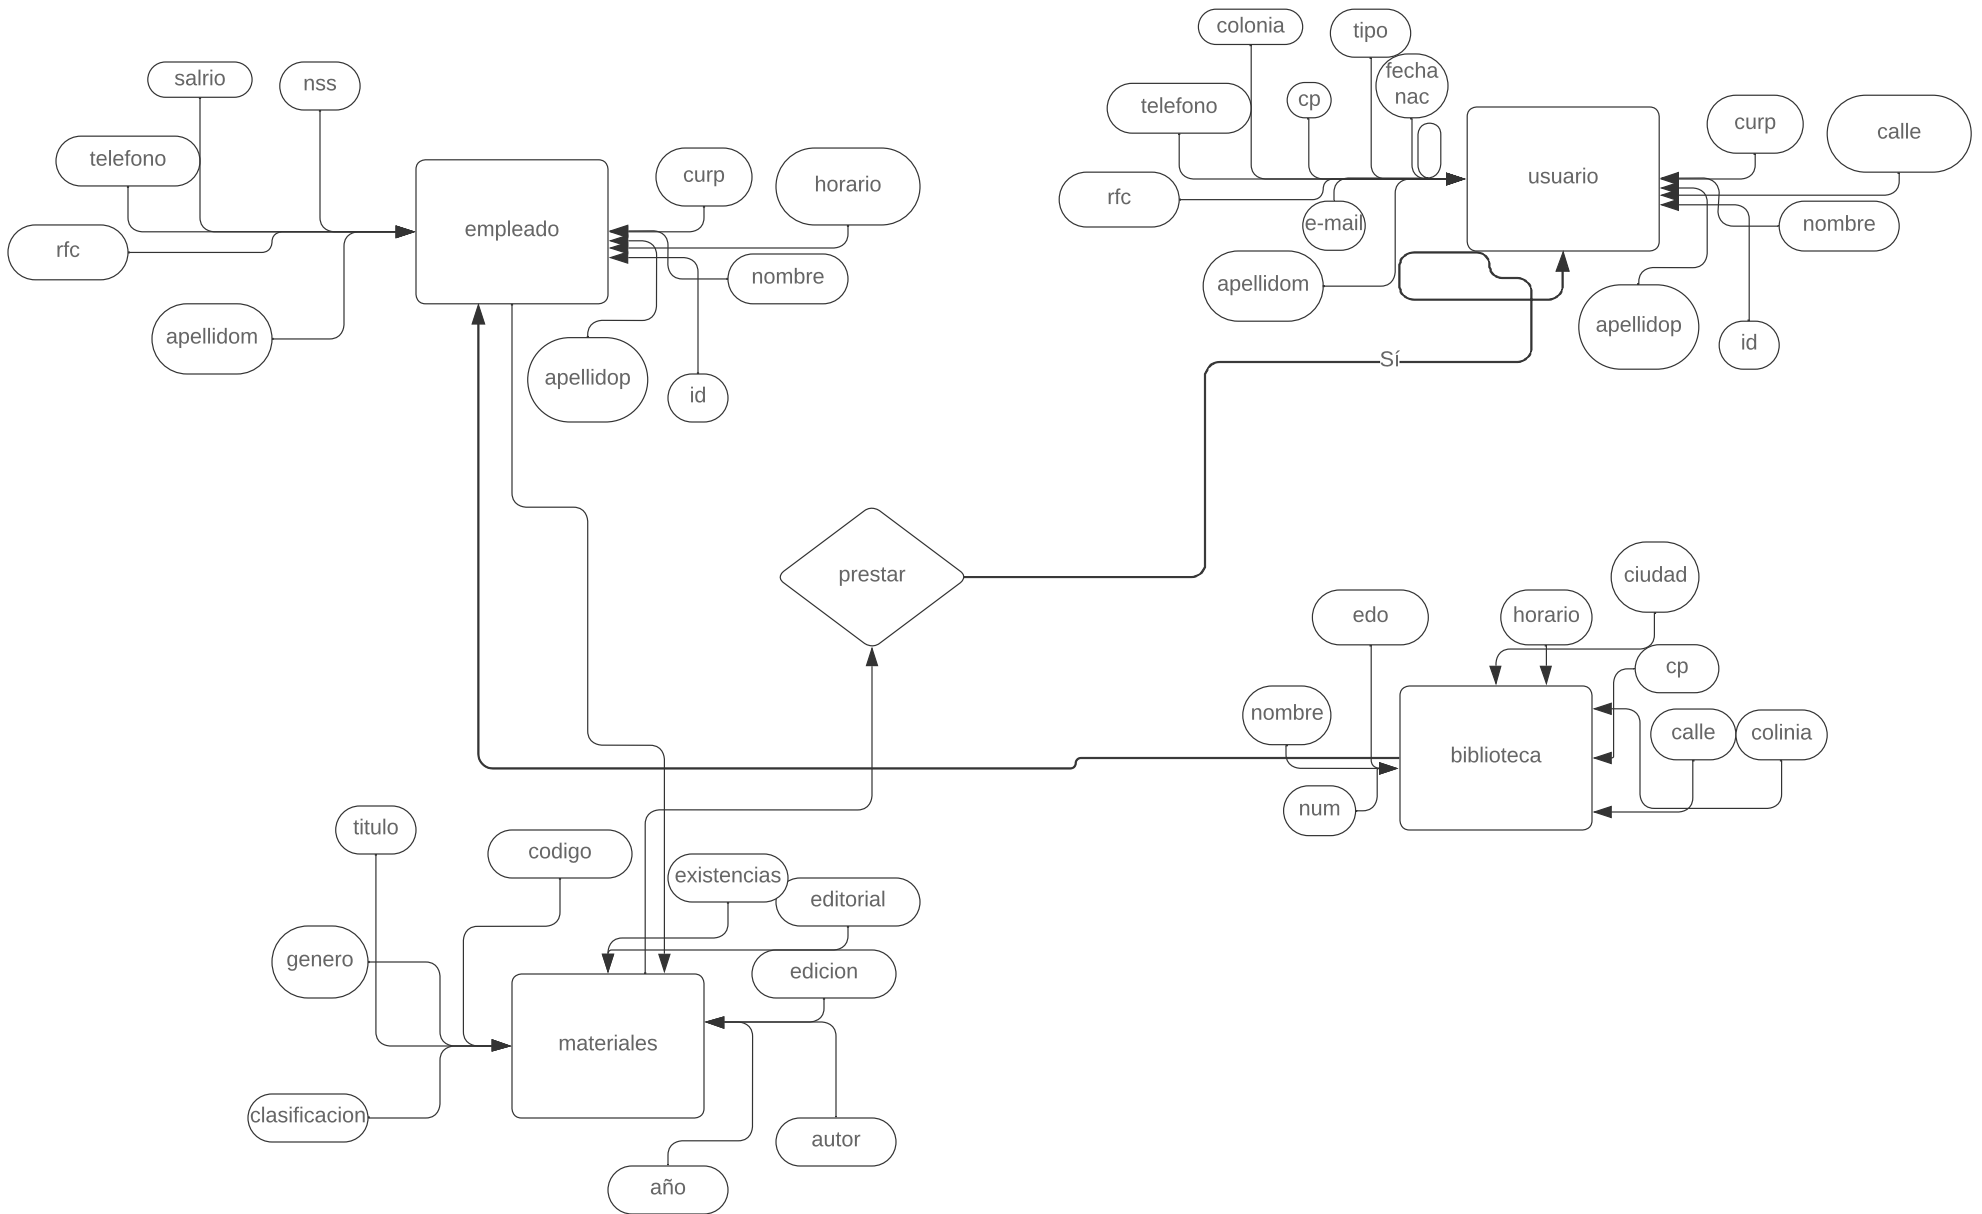 colonia
tipo
fecha
nac
salrio
nss
telefono
cp
curp
calle
telefono
curp
horario
usuario
rfc
e-mail
nombre
empleado
rfc
nombre
apellidom
apellidop
id
apellidom
apellidop
id
Sí
prestar
ciudad
edo
horario
cp
nombre
calle
colinia
biblioteca
num
titulo
codigo
existencias
editorial
genero
edicion
materiales
clasificacion
autor
año